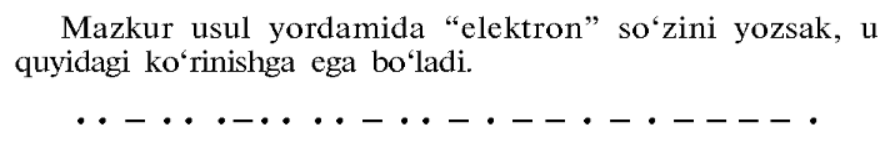 Mazkur usul yordamida “elektron” so‘zini yozsak, u
quyidagi ko‘rinishga ega bo‘ladi.
· · – · · · – · · · · – · · – · – – · – · – – – – – ·